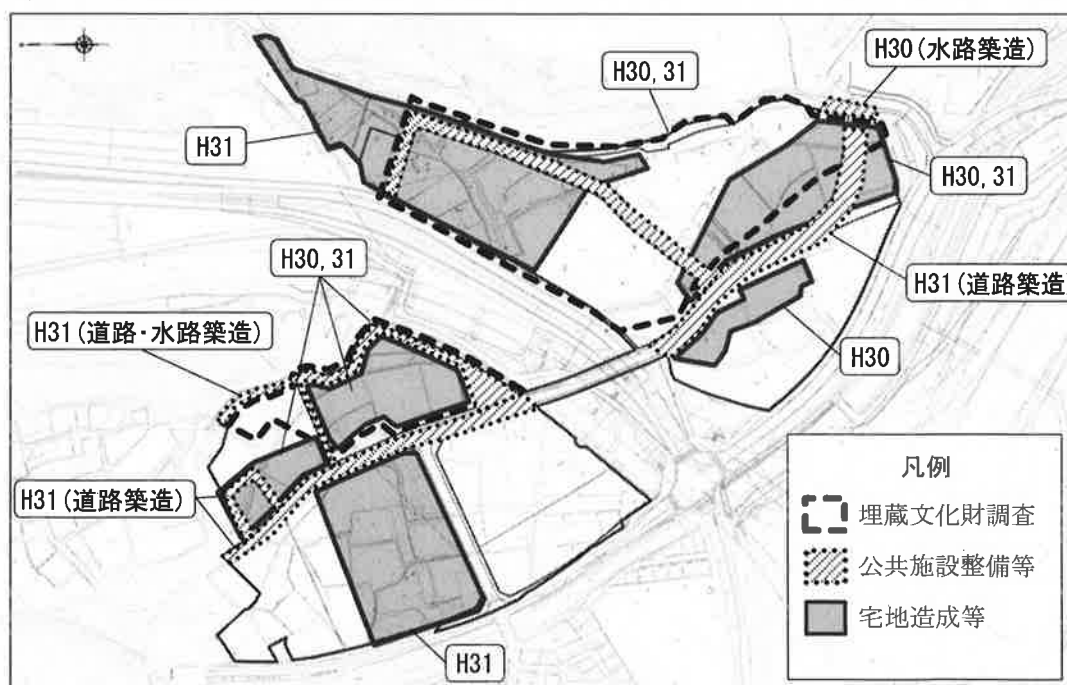 H30(水路築造)
H30, 31
H31
H30, 31
H30, 31
H31(道路築造)
H31(道路・水路築造)
H30
H31(道路築造)
H31
凡例
埋蔵文化財調査
公共施設整備等
宅地造成等